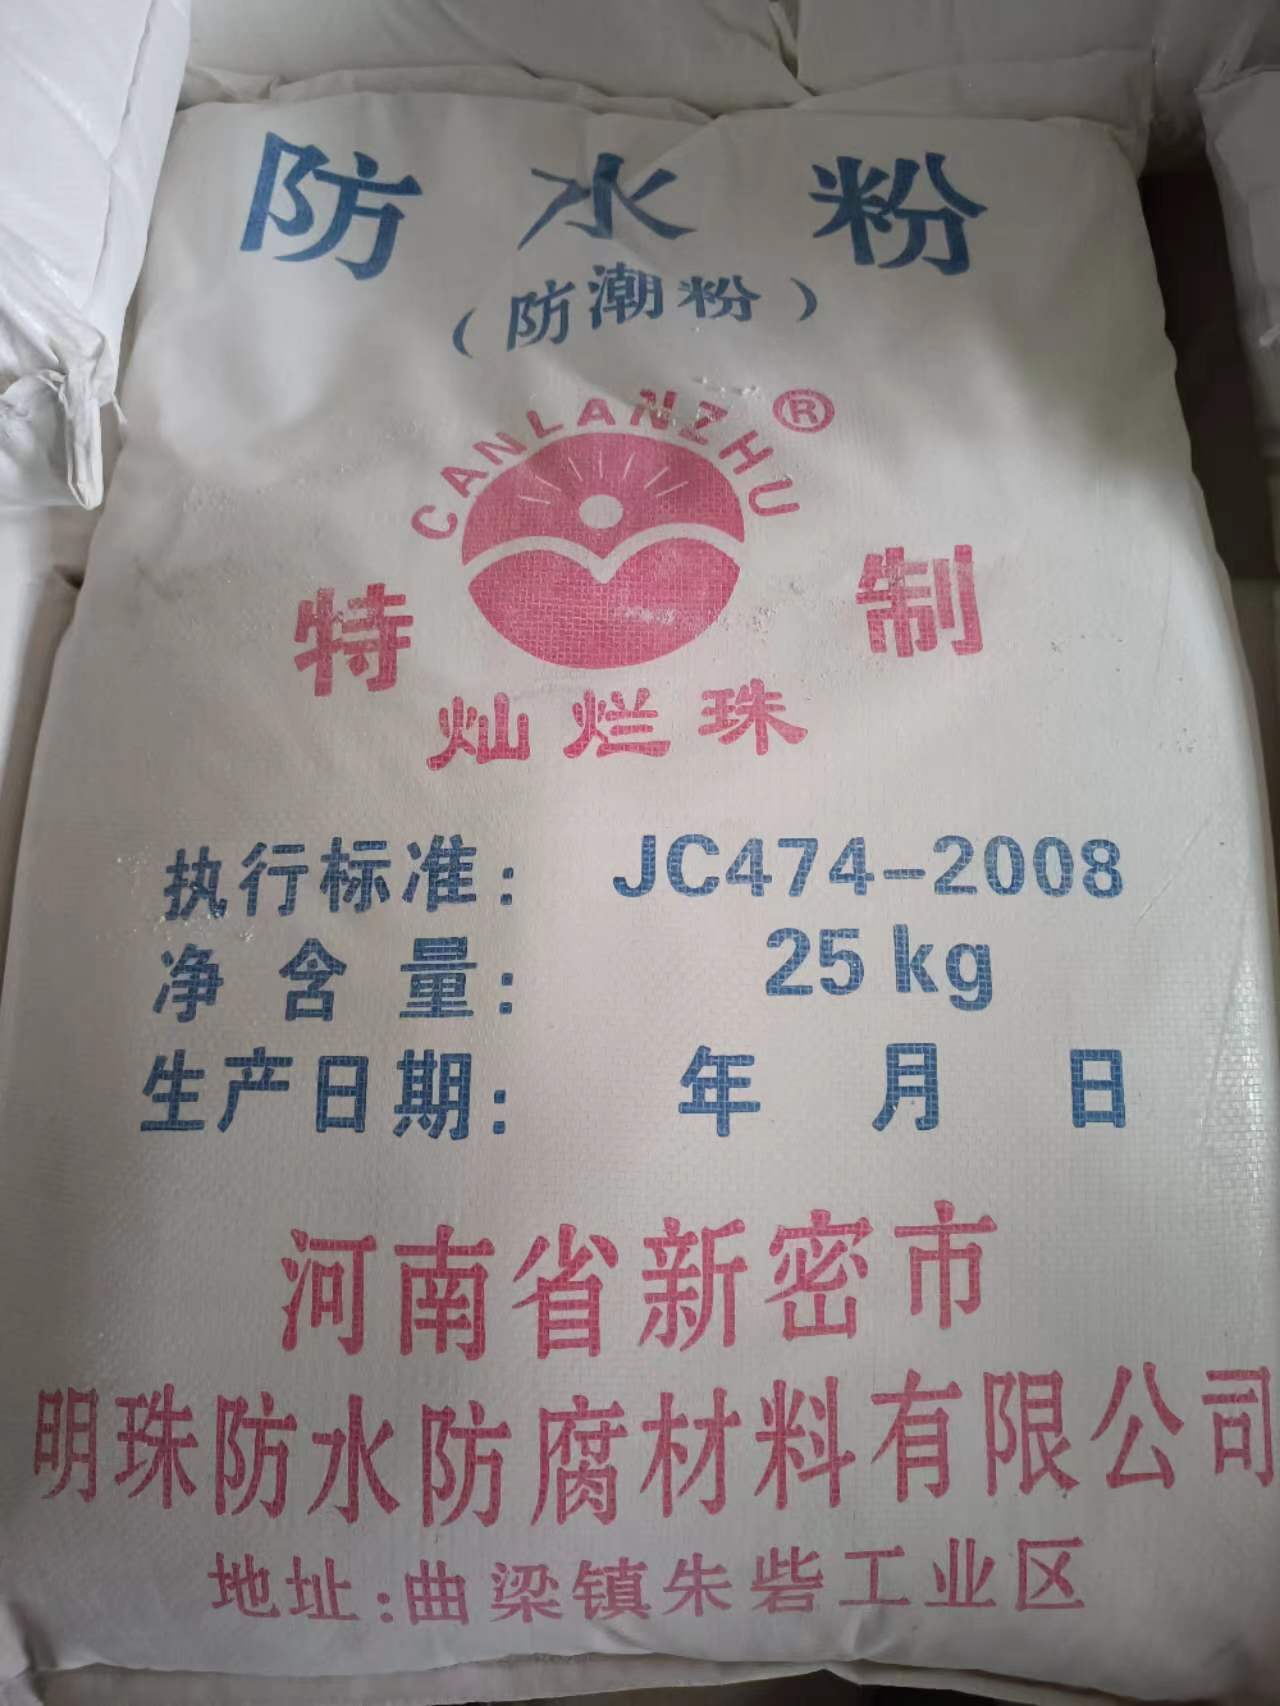 防水粉
（防潮粉）
CANLANZHU®
特制
灿烂珠
执行标准：JC474-2008
净含量：25kg
生产日期：年月日
河南省新密市
明珠防水防腐材料有限公司
地址：曲梁镇朱砦工业区